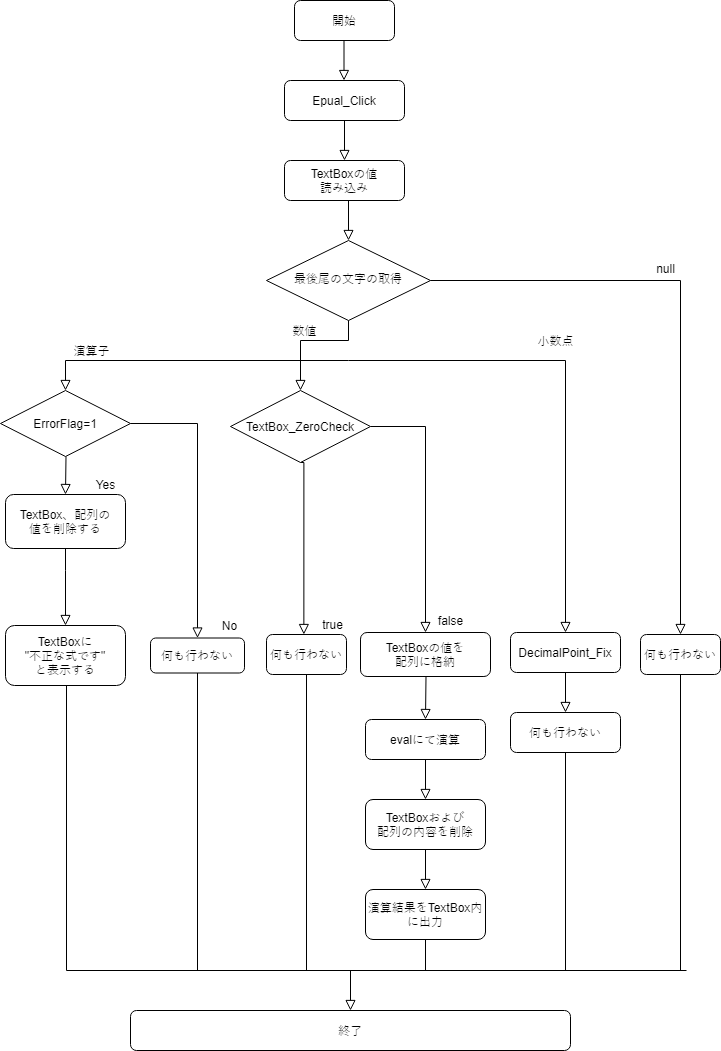 開始
Epual_Click
TextBoxの値
読み込み
最後尾の文字の取得
null
数値
小数点
演算子
ErrorFlag=1
TextBox_ZeroCheck
Yes
TextBox、配列の
値を削除する
No
true
false
TextBoxに
"不正な式です"
と表示する
何も行わない
何も行わない
TextBoxの値を
配列に格納
DecimalPoint_Fix
何も行わない
evalにて演算
何も行わない
TextBoxおよび
配列の内容を削除
演算結果をTextBox内
に出力
終了